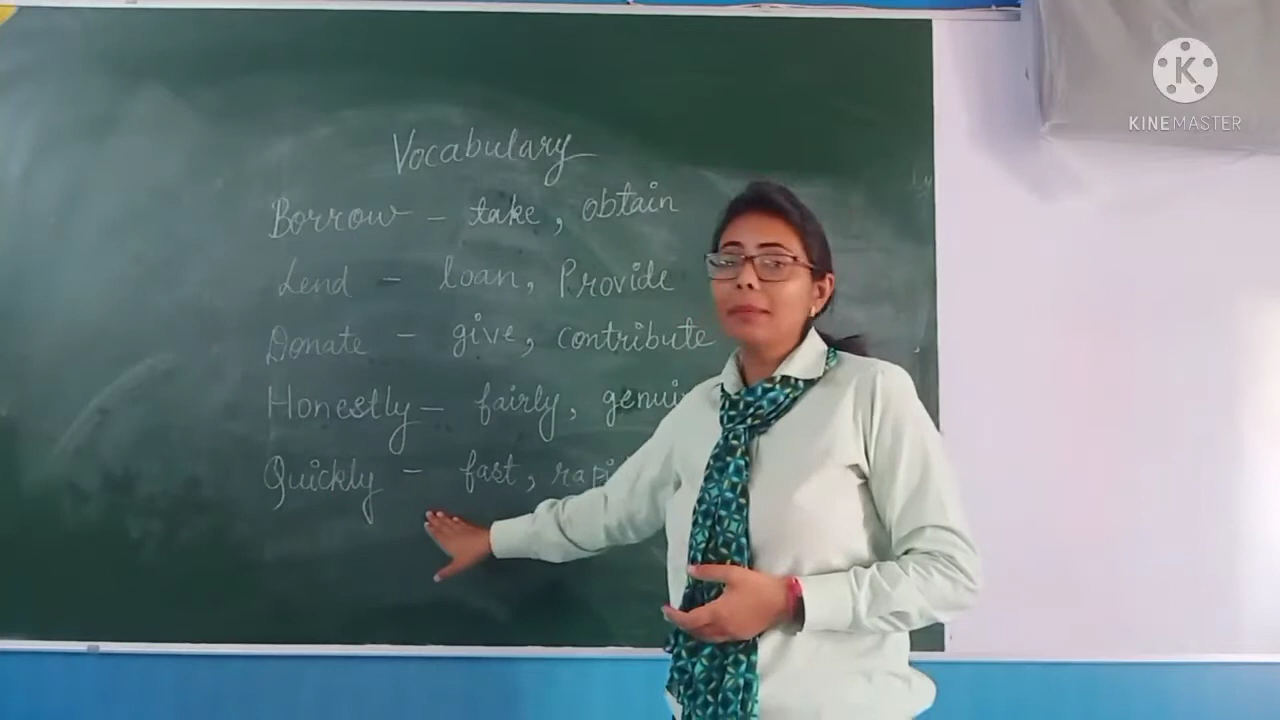 Vocabulary
Borrow - take, obtain
Lend - loan, Provide
Donate - give, contribute
Honestly - fairly,
Quickly - fast,
KINEMASTER